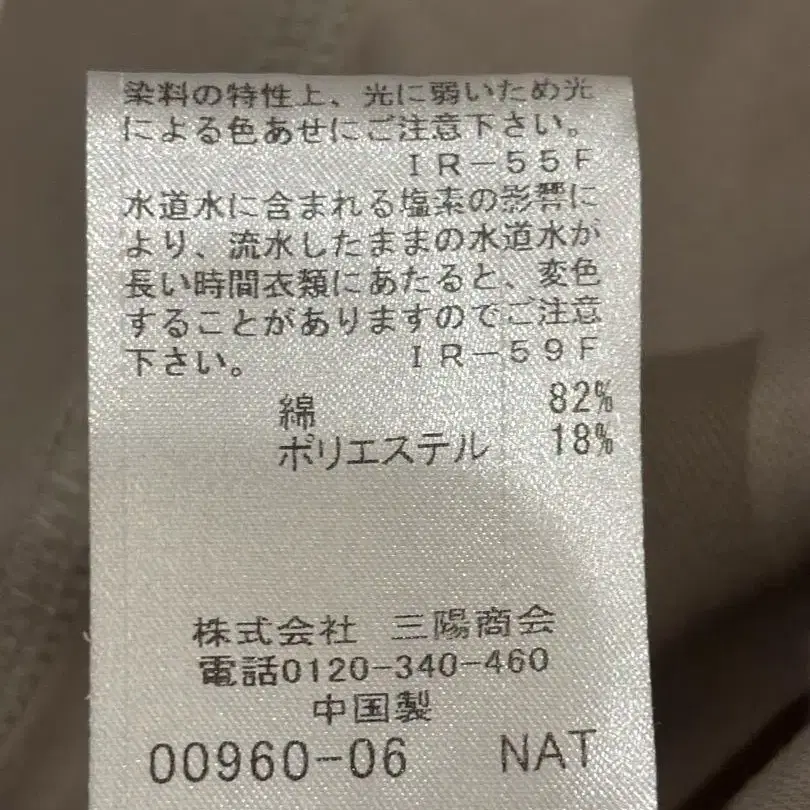 染料の特性上、光に弱いため光
による色あせにご注意下さい。
ＩＲ－５５Ｆ
水道水に含まれる塩素の影響に
より、流水したままの水道水が
長い時間衣類にあたると、変色
することがありますのでご注意
下さい。　ＩＲ－５９Ｆ
綿 82%
ポリエステル 18%
株式会社　三陽商会
電話0120-340-460
中国製
00960-06 NAT